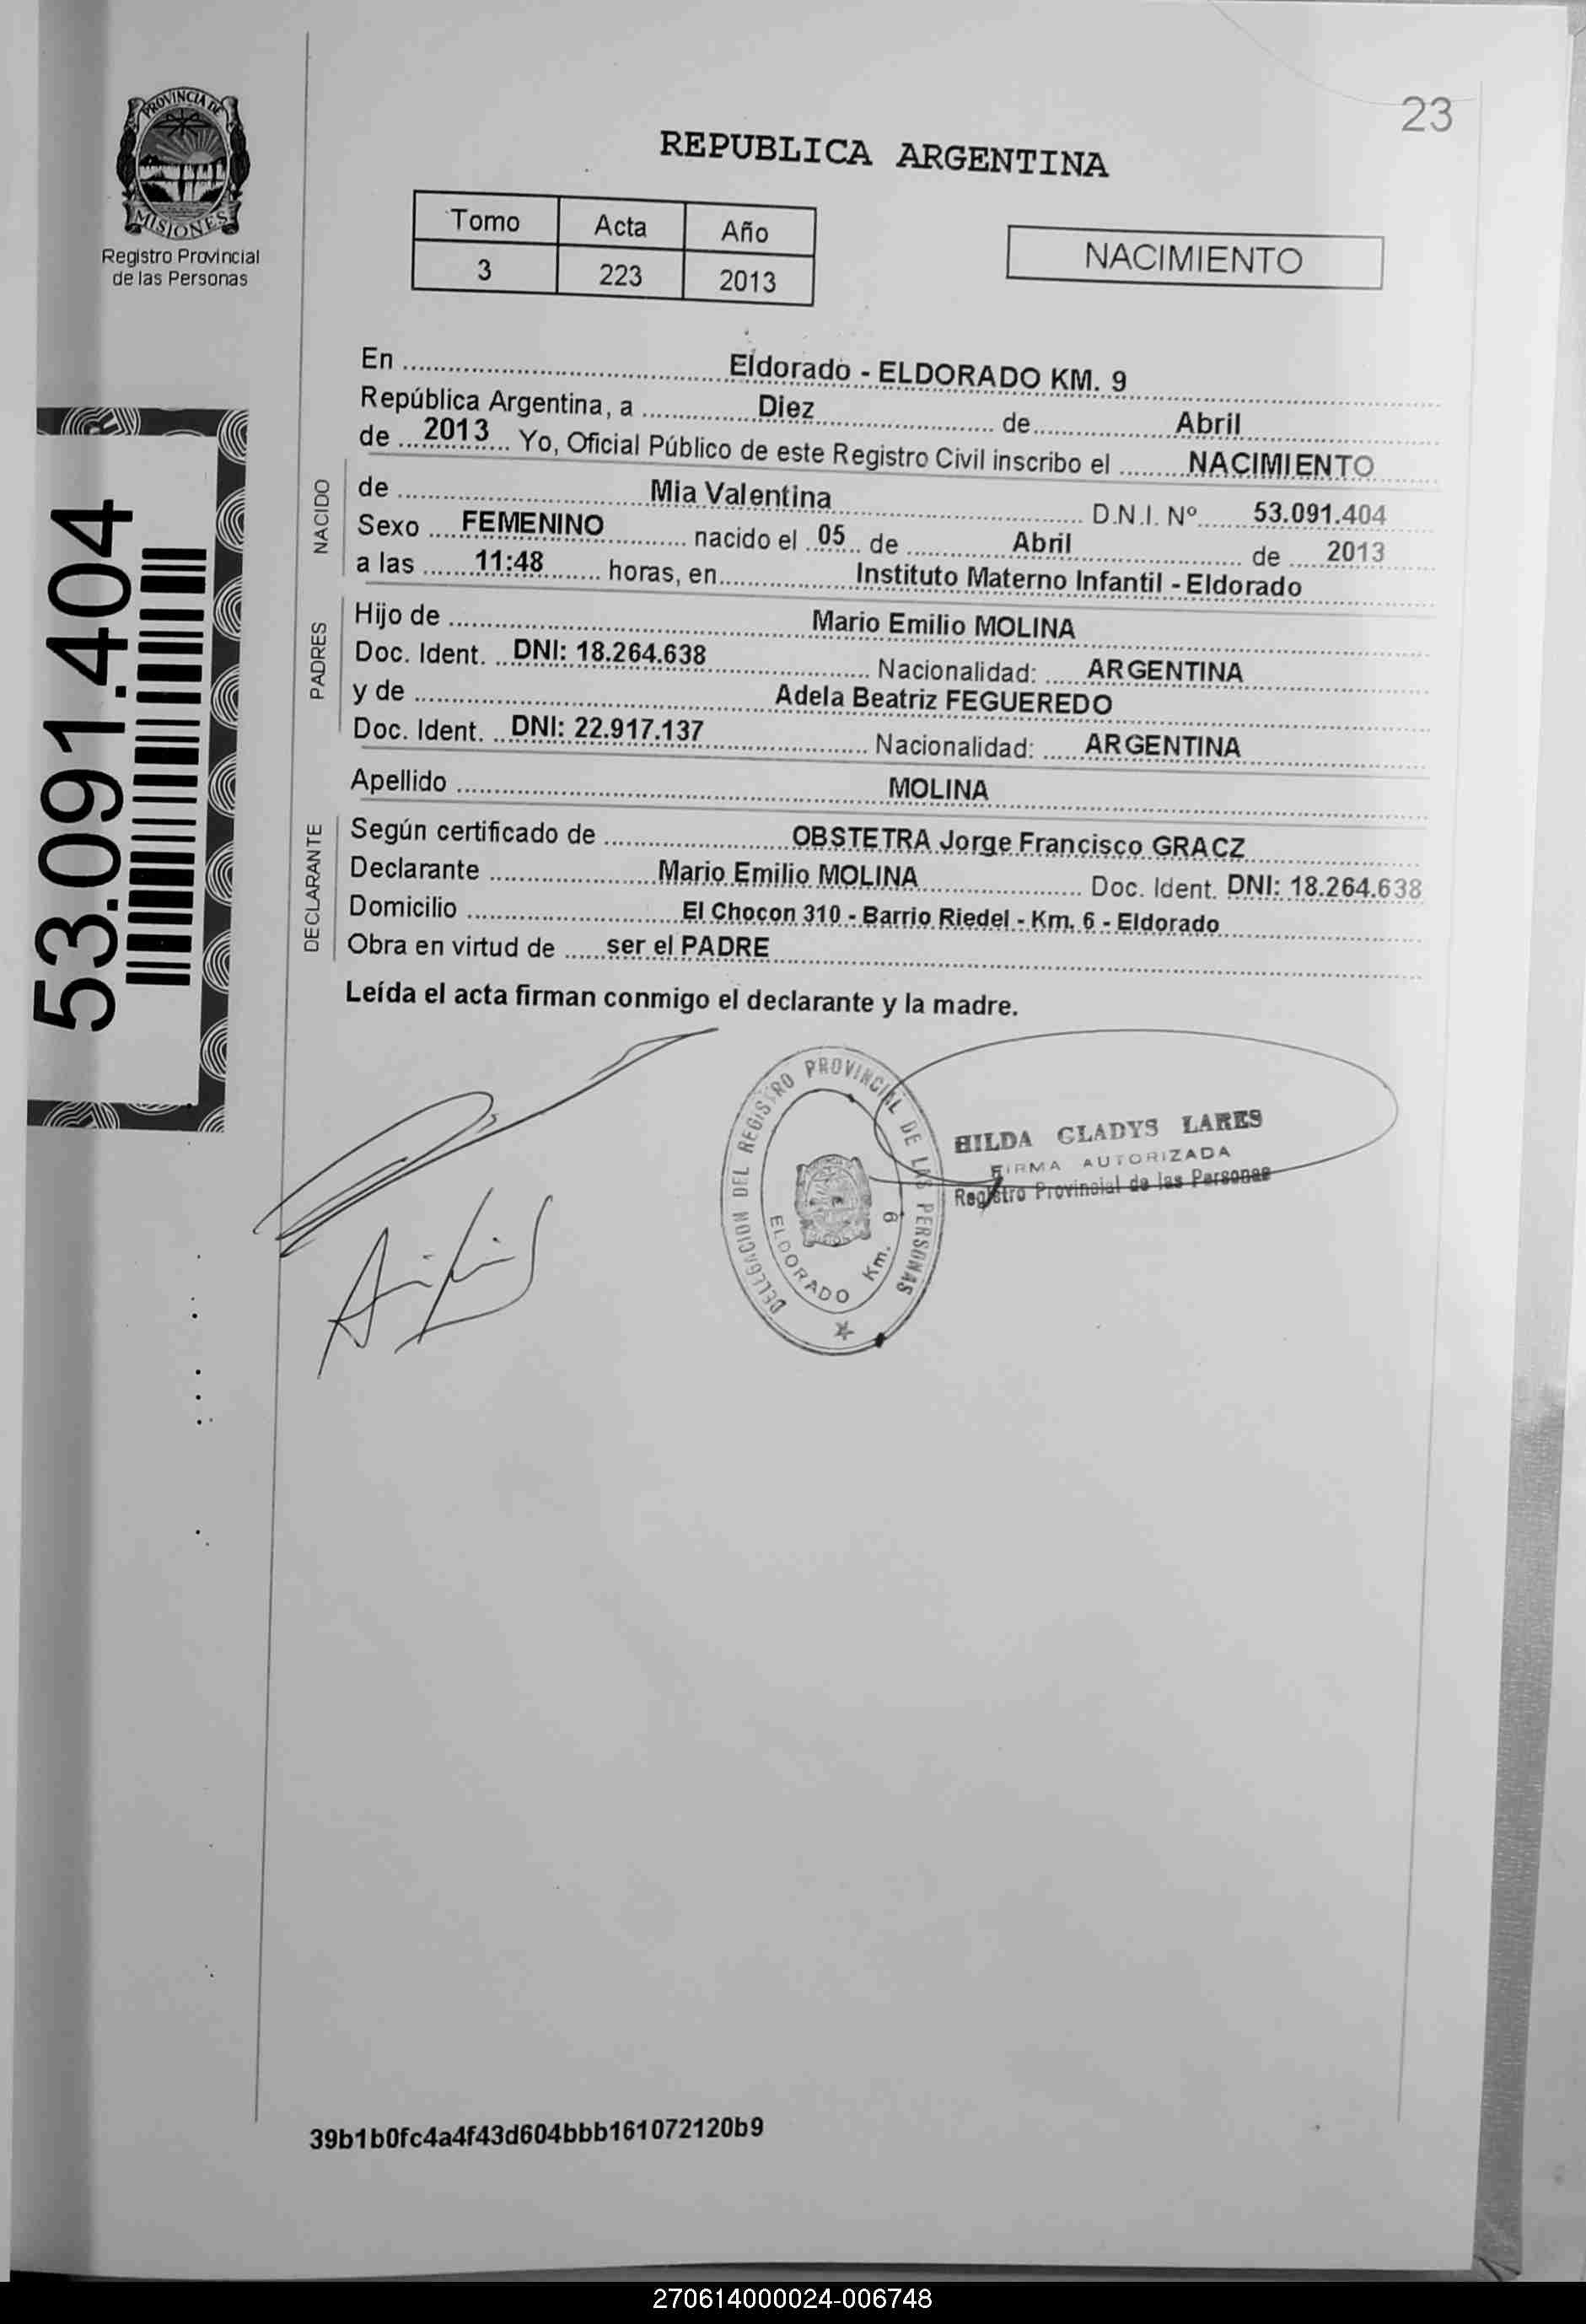 23
PROVINCIA DE
MISIONES
Registro Provincial
de las Personas
REPUBLICA ARGENTINA
Tomo Acta Año
3 223 2013
NACIMIENTO
En Eldorado - ELDORADO KM. 9
República Argentina, a Diez de Abril
de 2013 Yo, Oficial Público de este Registro Civil inscribo el NACIMIENTO
NACIDO
de Mia Valentina D.N.I. Nº 53.091.404
Sexo FEMENINO nacido el 05 de Abril de 2013
a las 11:48 horas, en Instituto Materno Infantil - Eldorado
PADRES
Hijo de Mario Emilio MOLINA
Doc. Ident. DNI: 18.264.638 Nacionalidad: ARGENTINA
y de Adela Beatriz FEGUEREDO
Doc. Ident. DNI: 22.917.137 Nacionalidad: ARGENTINA
Apellido MOLINA
DECLARANTE
Según certificado de OBSTETRA Jorge Francisco GRACZ
Declarante Mario Emilio MOLINA Doc. Ident. DNI: 18.264.638
Domicilio El Chocon 310 - Barrio Riedel - Km. 6 - Eldorado
Obra en virtud de ser el PADRE
Leída el acta firman conmigo el declarante y la madre.
53.091.404
DELEGACION DEL REGISTRO PROVINCIAL DE LAS PERSONAS
ELDORADO Km. 9
HILDA GLADYS LARES
FIRMA AUTORIZADA
Registro Provincial de las Personas
39b1b0fc4a4f43d604bbb161072120b9
270614000024-006748